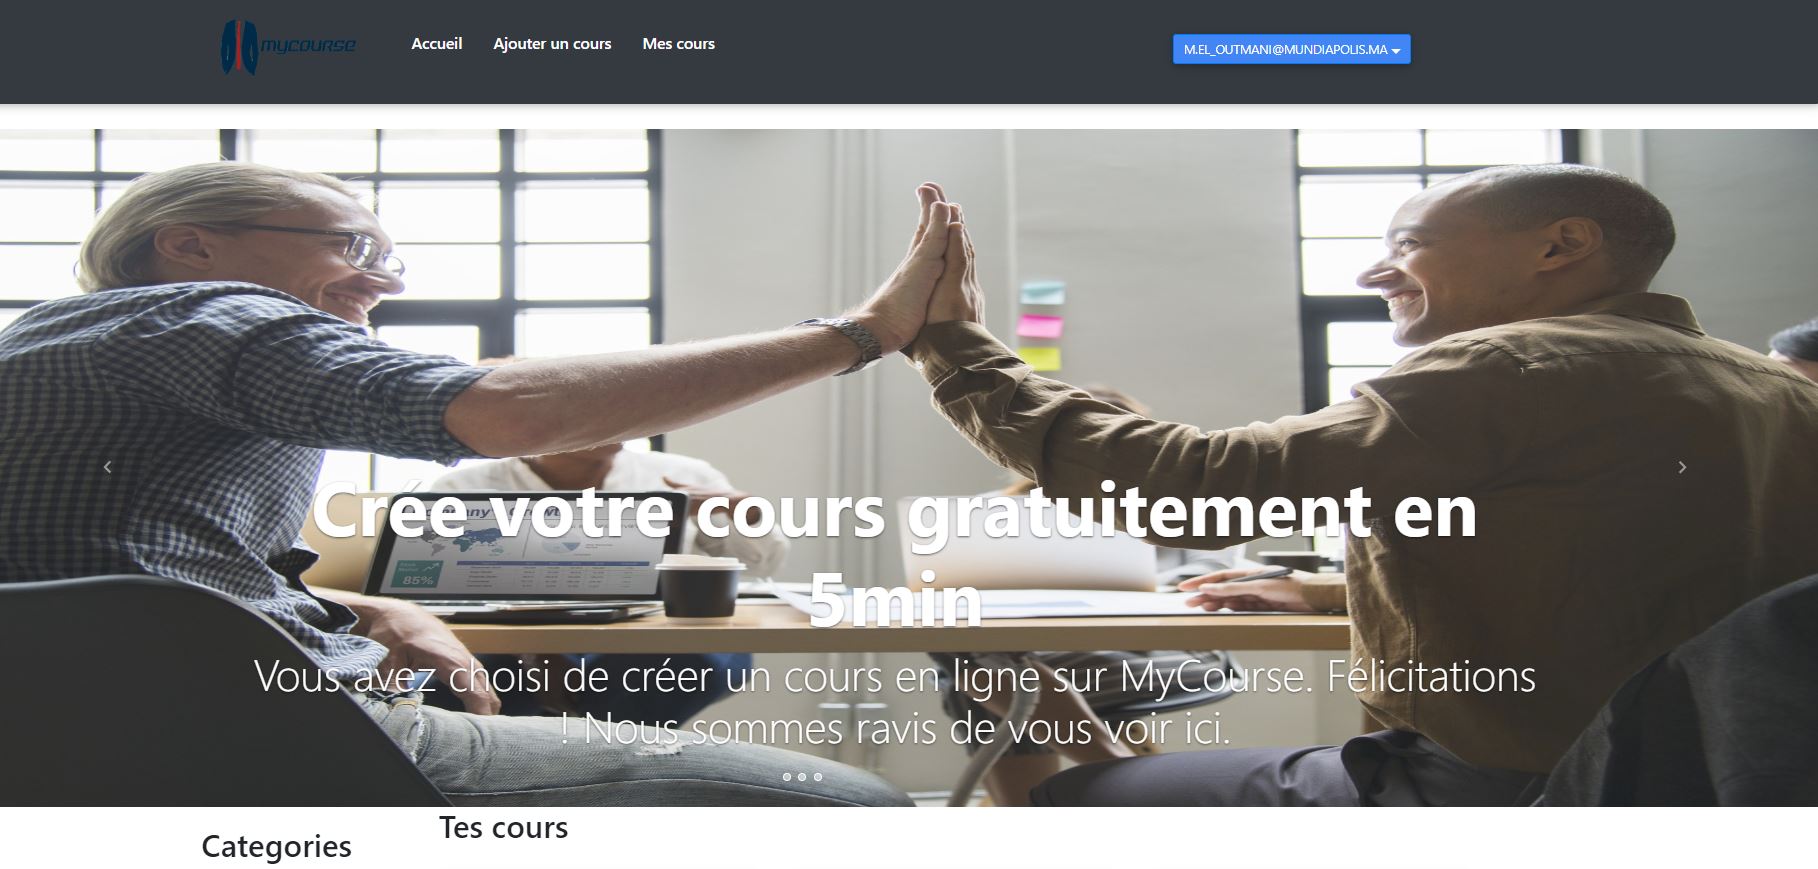 mycourse
Accueil
Ajouter un cours
Mes cours
M.EL_OUTMANI@MUNDIAPOLIS.MA
85%
Crée votre cours gratuitement en
5min
Vous avez choisi de créer un cours en ligne sur MyCourse. Félicitations
! Nous sommes ravis de vous voir ici.
Tes cours
Categories